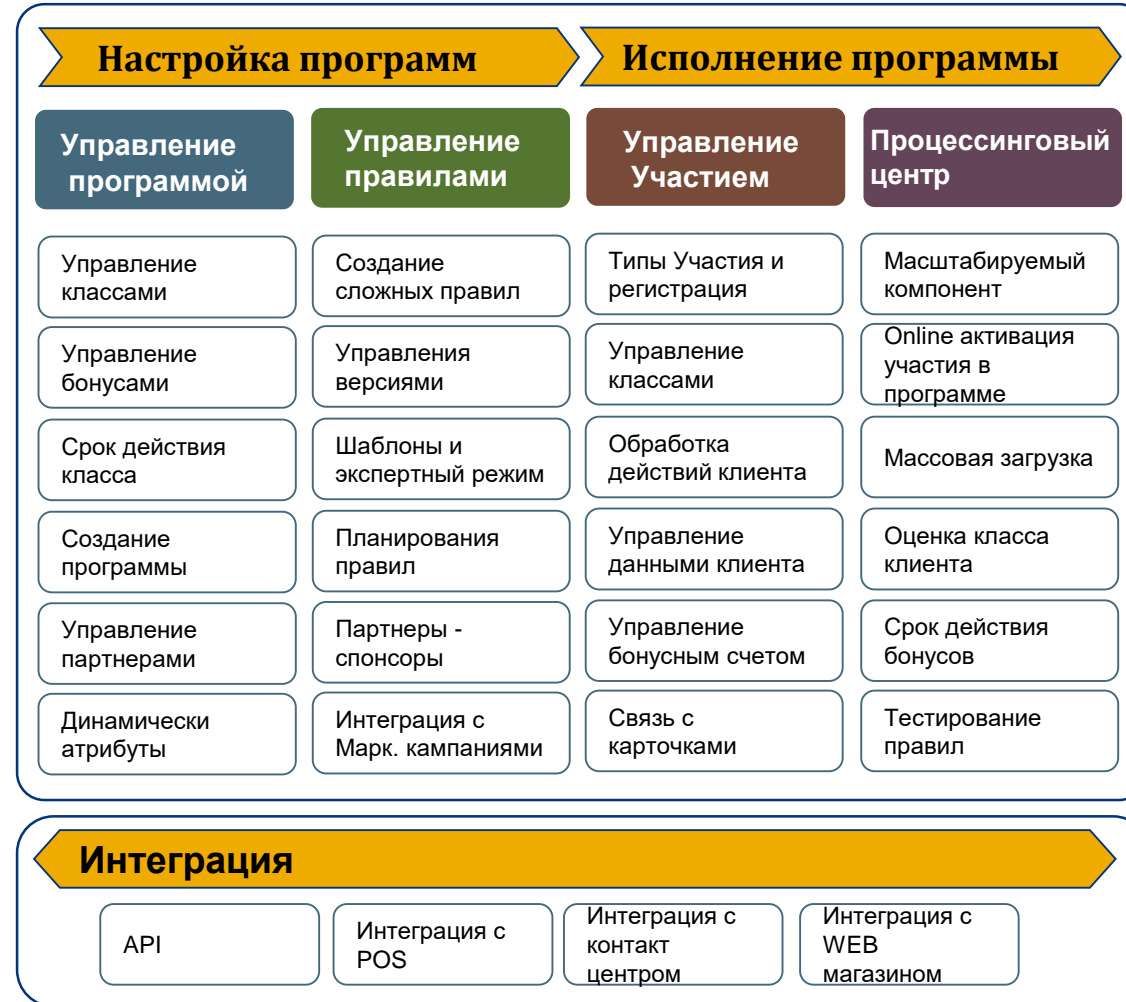 Настройка программ
Исполнение программы
Управление
программой
Управление
правилами
Управление
Участием
Процессинговый
центр
Управление
классами
Создание
сложных правил
Типы Участия и
регистрация
Масштабируемый
компонент
Управление
бонусами
Управления
версиями
Управление
классами
Online активация
участия в
программе
Срок действия
класса
Шаблоны и
экспертный режим
Обработка
действий клиента
Массовая загрузка
Создание
программы
Планирования
правил
Управление
данными клиента
Оценка класса
клиента
Управление
партнерами
Партнеры -
спонсоры
Управление
бонусным счетом
Срок действия
бонусов
Динамически
атрибуты
Интеграция с
Марк. кампаниями
Связь с
карточками
Тестирование
правил
Интеграция
API
Интеграция с
POS
Интеграция с
контакт
центром
Интеграция с
WEB
магазином